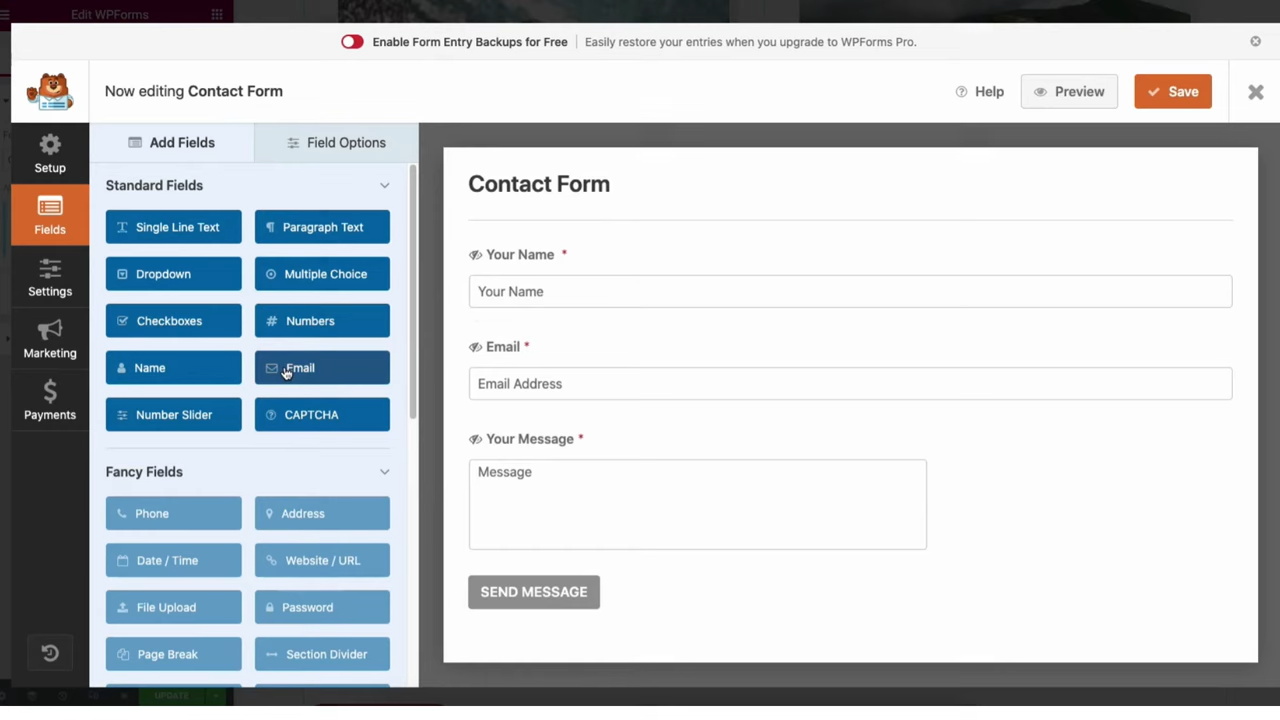 Edit WPForms
Enable Form Entry Backups for Free | Easily restore your entries when you upgrade to WPForms Pro.
Now editing Contact Form
Help
Preview
Save
Setup
Fields
Settings
Marketing
Payments
Add Fields
Field Options
Standard Fields
Single Line Text
Paragraph Text
Dropdown
Multiple Choice
Checkboxes
Numbers
Name
Email
Number Slider
CAPTCHA
Fancy Fields
Phone
Address
Date / Time
Website / URL
File Upload
Password
Page Break
Section Divider
Contact Form
Your Name *
Your Name
Email *
Email Address
Your Message *
Message
SEND MESSAGE
UPDATE